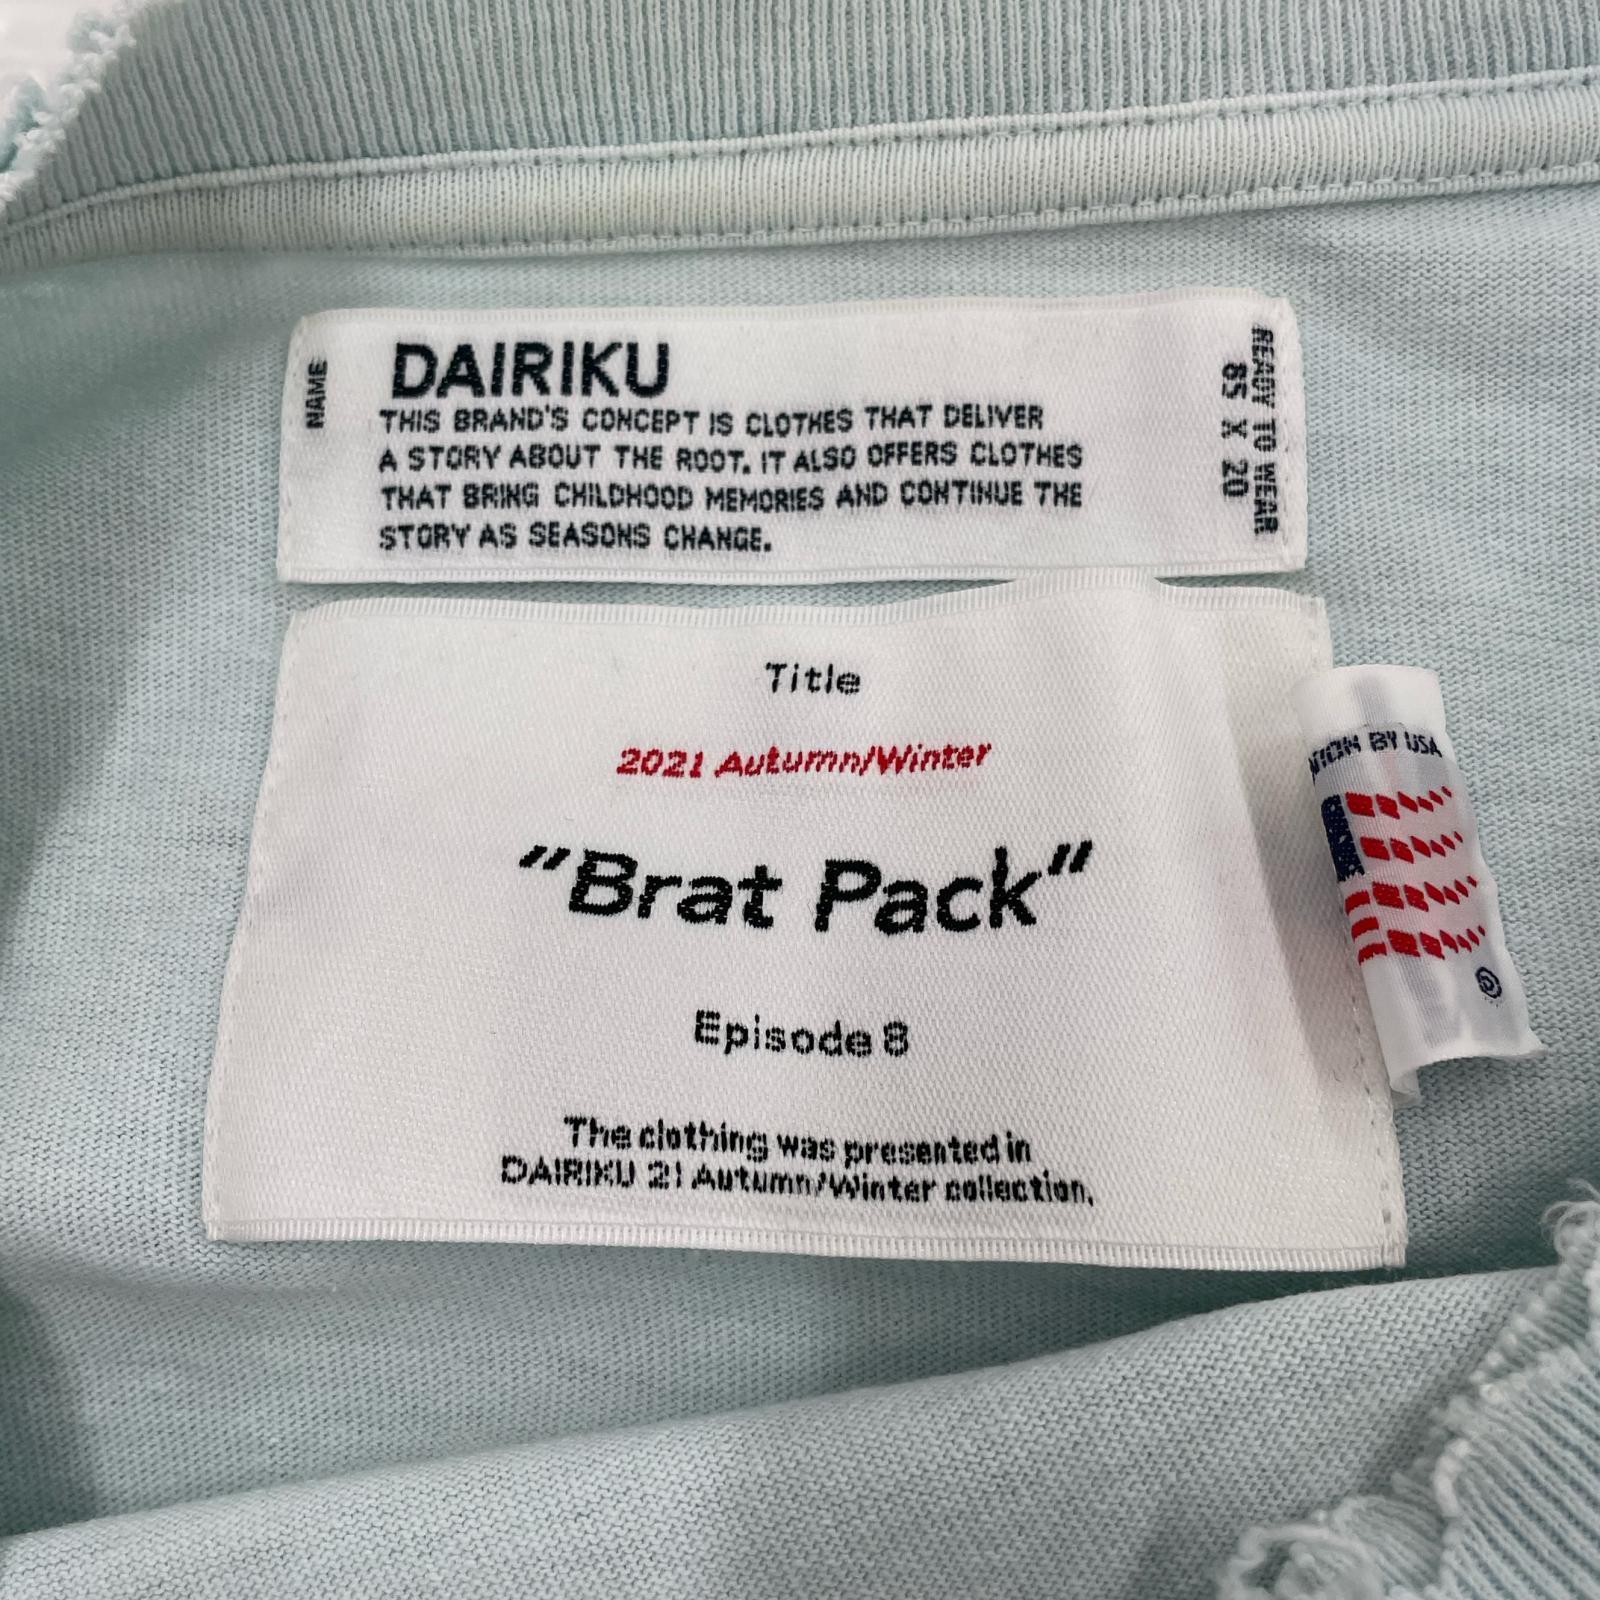 NAME
DAIRIKU
THIS BRAND'S CONCEPT IS CLOTHES THAT DELIVER
A STORY ABOUT THE ROOT. IT ALSO OFFERS CLOTHES
THAT BRING CHILDHOOD MEMORIES AND CONTINUE THE
STORY AS SEASONS CHANGE.
READY TO WEAR
85 X 20
Title
2021 Autumn/Winter
"Brat Pack"
Episode 8
The clothing was presented in
DAIRIKU 21 Autumn/Winter collection.
BY USA
©